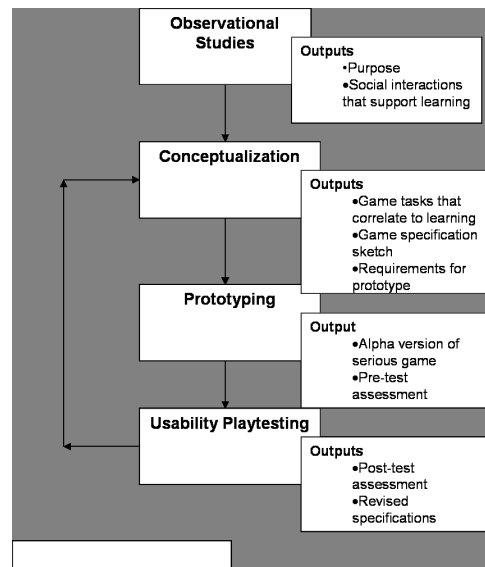 Observational
Studies
Outputs
•Purpose
•Social interactions
that support learning
Conceptualization
Outputs
•Game tasks that
correlate to learning
•Game specification
sketch
•Requirements for
prototype
Prototyping
Output
•Alpha version of
serious game
•Pre-test
assessment
Usability Playtesting
Outputs
•Post-test
assessment
•Revised
specifications